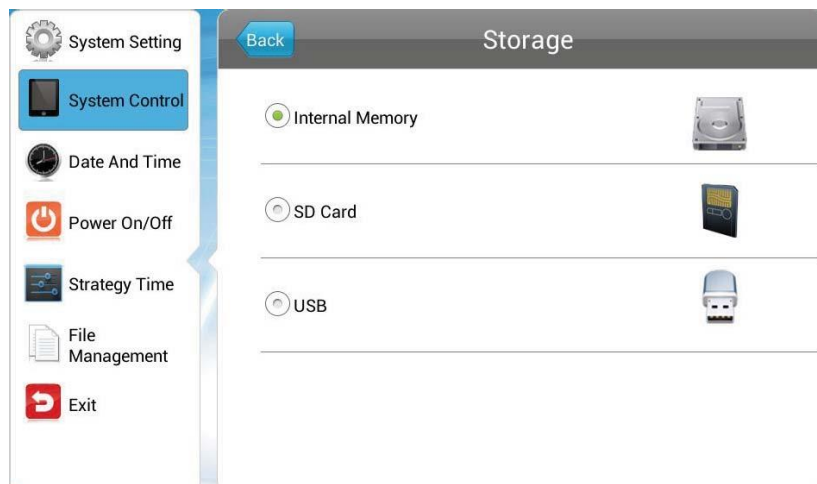 System Setting
System Control
Date And Time
Power On/Off
Strategy Time
File
Management
Exit
Back
Storage
Internal Memory
SD Card
USB